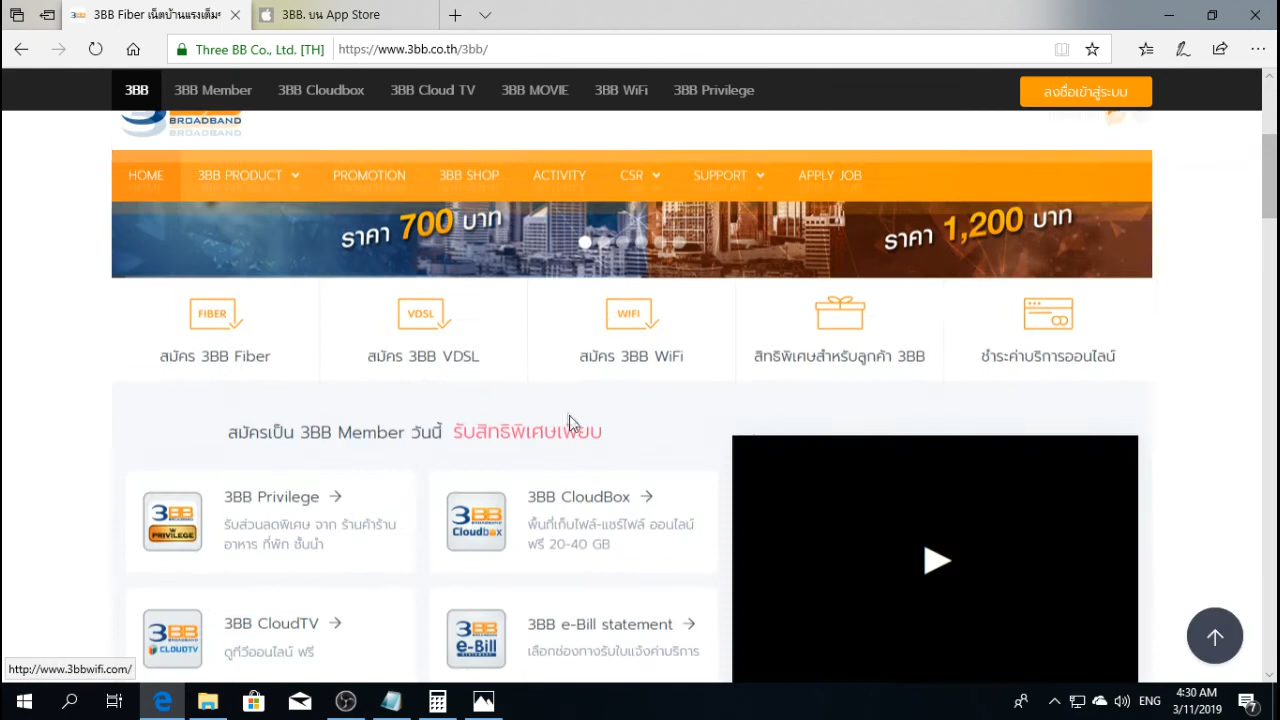 3BB Fiber เน็ตบ้านแรงเต็มส
3BB. บน App Store
Three BB Co., Ltd. [TH]
https://www.3bb.co.th/3bb/
3BB
3BB Member
3BB Cloudbox
3BB Cloud TV
3BB MOVIE
3BB WiFi
3BB Privilege
ลงชื่อเข้าสู่ระบบ
BROADBAND
HOME
3BB PRODUCT
PROMOTION
3BB SHOP
ACTIVITY
CSR
SUPPORT
APPLY JOB
ราคา 700 บาท
ราคา 1,200 บาท
FIBER
VDSL
WIFI
สมัคร 3BB Fiber
สมัคร 3BB VDSL
สมัคร 3BB WiFi
สิทธิพิเศษสำหรับลูกค้า 3BB
ชำระค่าบริการออนไลน์
สมัครเป็น 3BB Member วันนี้ รับสิทธิพิเศษเพียบ
3BB
BROADBAND
PRIVILEGE
3BB Privilege
รับส่วนลดพิเศษ จาก ร้านค้าร้าน
อาหาร ที่พัก ชั้นนำ
3BB
BROADBAND
Cloudbox
3BB CloudBox
พื้นที่เก็บไฟล์-แชร์ไฟล์ ออนไลน์
ฟรี 20-40 GB
3BB
BROADBAND
CLOUDTV
3BB CloudTV
ดูทีวีออนไลน์ ฟรี
3BB
BROADBAND
e-Bill
3BB e-Bill statement
เลือกช่องทางรับใบแจ้งค่าบริการ
http://www.3bbwifi.com/
ENG
4:30 AM
3/11/2019
7